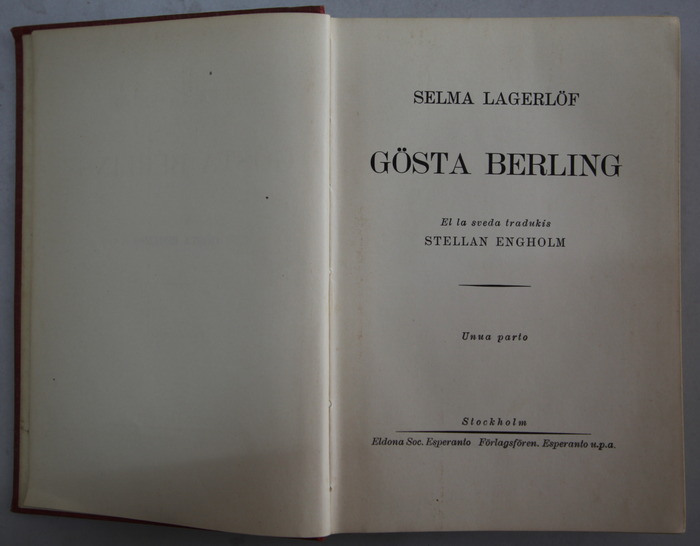 SELMA LAGERLÖF
GÖSTA BERLING
El la sveda tradukis
STELLAN ENGHOLM
Unua parto
Stockholm
Eldona Soc. Esperanto Förlagsfören. Esperanto u.p.a.